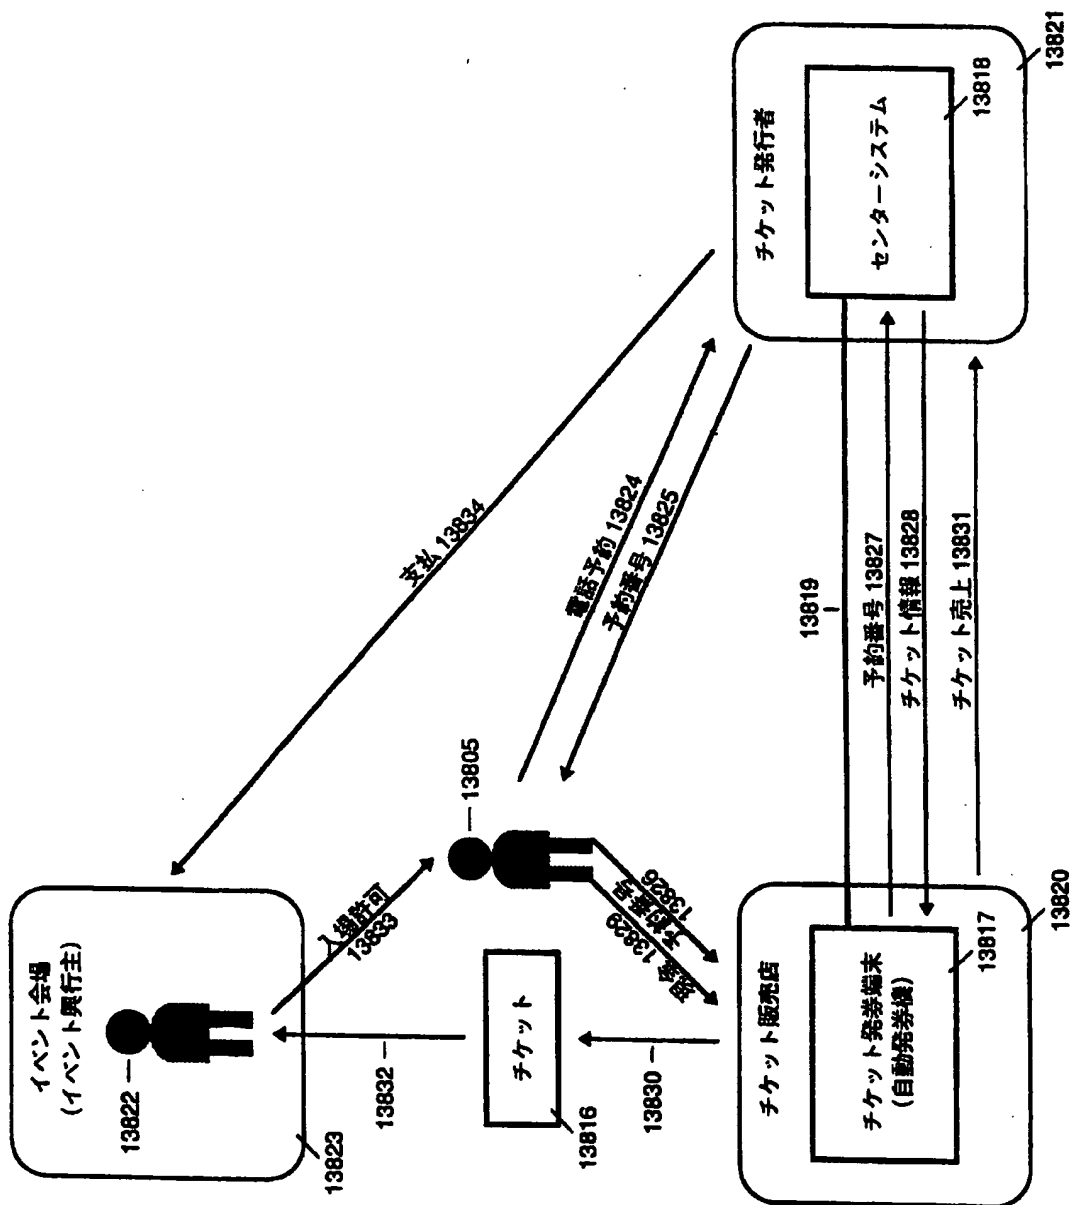 イベント会場
(イベント興行主)
13822
13823
入場許可
13833
13832
チケット
13816
13830
13805
支払 13834
電話予約 13824
予約番号 13825
予約番号
13826
13829
チケット販売店
チケット発券端末
(自動発券機)
13817
13820
13819
予約番号 13827
チケット情報 13828
チケット売上 13831
チケット発行者
センターシステム
13818
13821